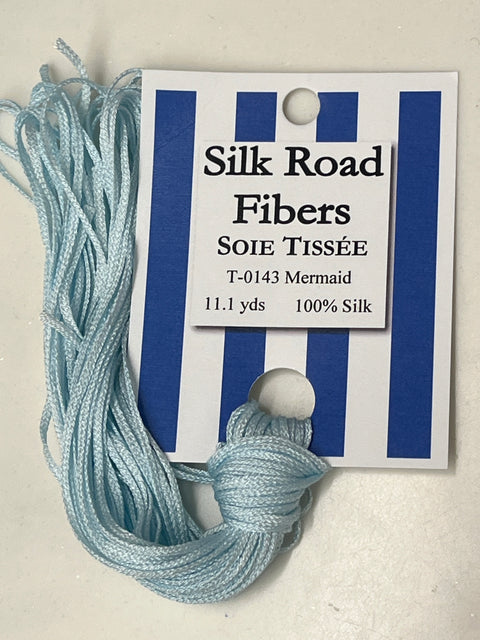 Silk Road
Fibers
SOIE TISSÉE
T-0143 Mermaid
11.1 yds 100% Silk